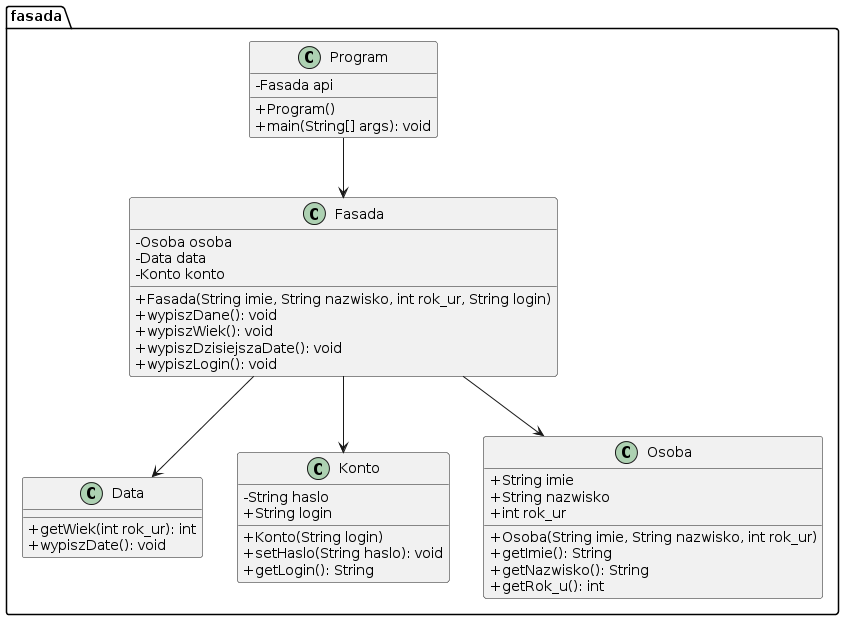 fasada
C Program
-Fasada api
+Program()
+main(String[] args): void
C Fasada
-Osoba osoba
-Data data
-Konto konto
+Fasada(String imie, String nazwisko, int rok_ur, String login)
+wypiszDane(): void
+wypiszWiek(): void
+wypiszDzisiejszaDate(): void
+wypiszLogin(): void
C Data
+getWiek(int rok_ur): int
+wypiszDate(): void
C Konto
-String haslo
+String login
+Konto(String login)
+setHaslo(String haslo): void
+getLogin(): String
C Osoba
+String imie
+String nazwisko
+int rok_ur
+Osoba(String imie, String nazwisko, int rok_ur)
+getImie(): String
+getNazwisko(): String
+getRok_u(): int